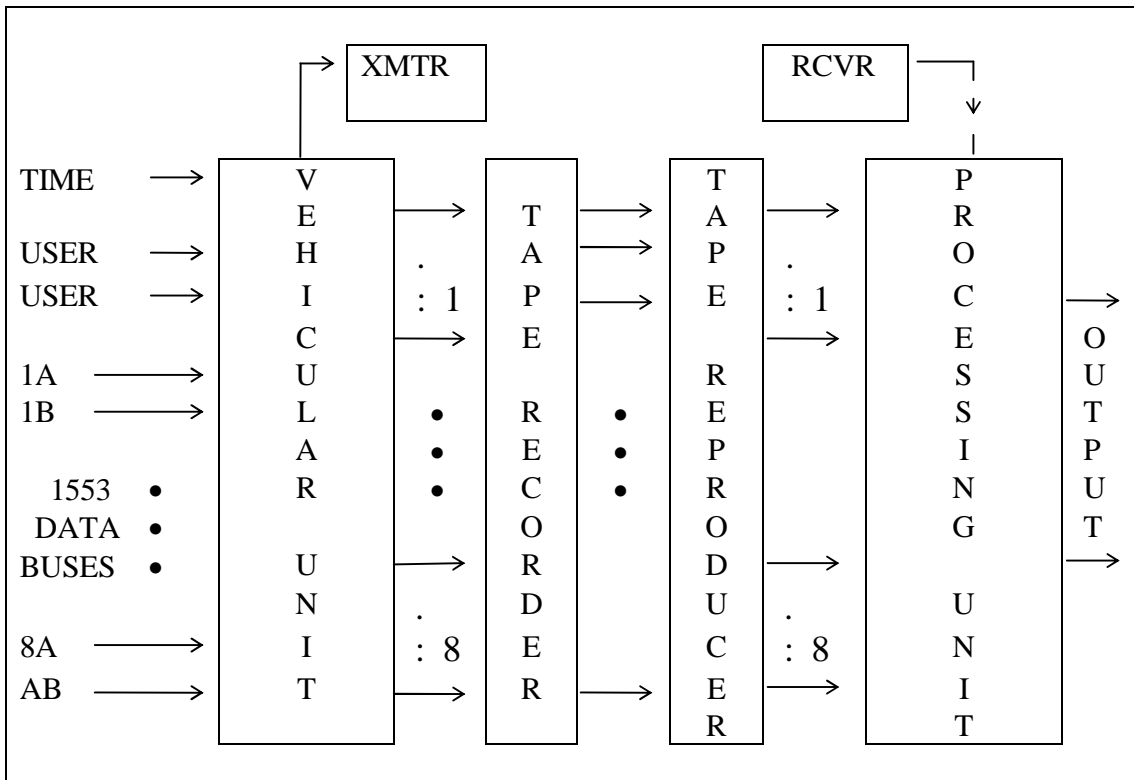 XMTR
RCVR
TIME
USER
USER
1A
1B
1553 •
DATA •
BUSES •
8A
AB
VEHICULAR UNIT
. : 1
• • •
. : 8
TAPE RECORDER
• • •
TAPE REPRODUCER
. : 1
. : 8
PROCESSING UNIT
OUTPUT